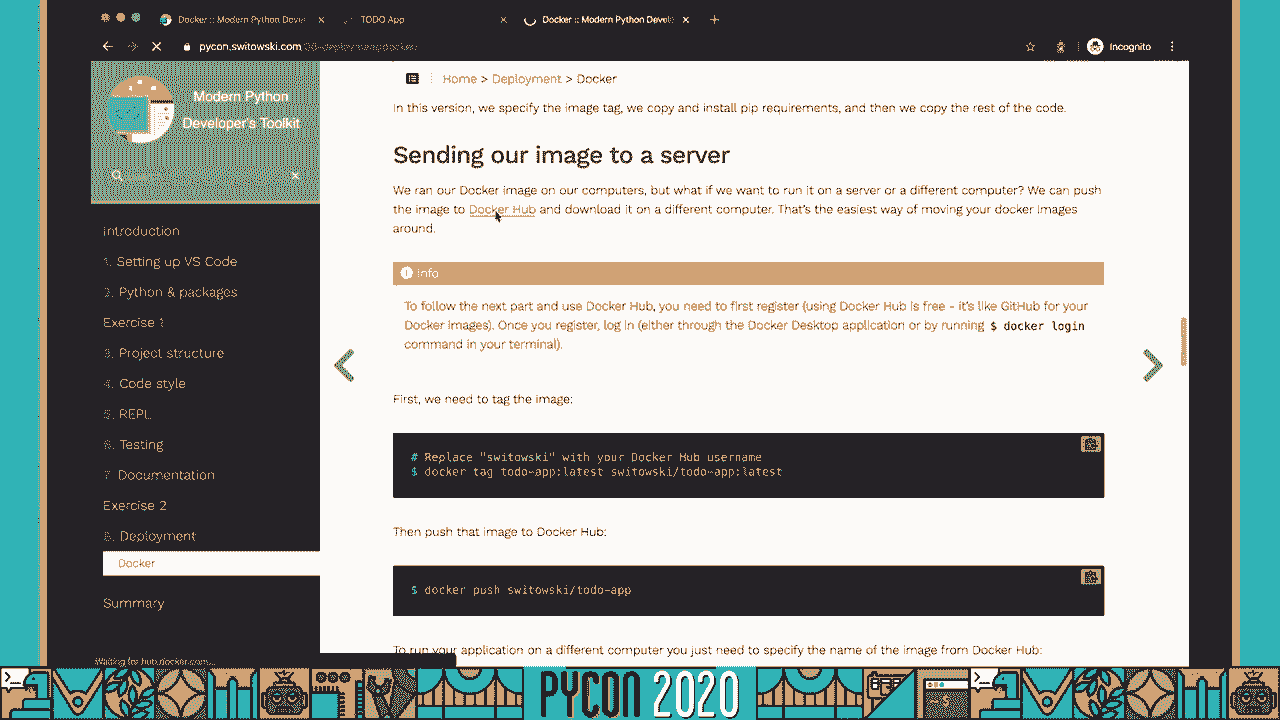 Docker :: Modern Python Devel
TODO App
Docker :: Modern Python Devel
pycon.switowski.com/08-deployment/docker/
Incognito
Modern Python
Developer's Toolkit
Home > Deployment > Docker
In this version, we specify the image tag, we copy and install pip requirements, and then we copy the rest of the code.
Sending our image to a server
We ran our Docker image on our computers, but what if we want to run it on a server or a different computer? We can push
the image to Docker Hub and download it on a different computer. That's the easiest way of moving your docker images
around.
Info
To follow the next part and use Docker Hub, you need to first register (using Docker Hub is free - it's like GitHub for your
Docker images). Once you register, log in (either through the Docker Desktop application or by running $ docker login
command in your terminal).
First, we need to tag the image:
# Replace "switowski" with your Docker Hub username
$ docker tag todo-app:latest switowski/todo-app:latest
Then push that image to Docker Hub:
$ docker push switowski/todo-app
To run your application on a different computer you just need to specify the name of the image from Docker Hub:
Introduction
1. Setting up VS Code
2. Python & packages
Exercise 1
3. Project structure
4. Code style
5. REPL
6. Testing
7. Documentation
Exercise 2
8. Deployment
Docker
Summary
Waiting for hub.docker.com...
PYCON 2020